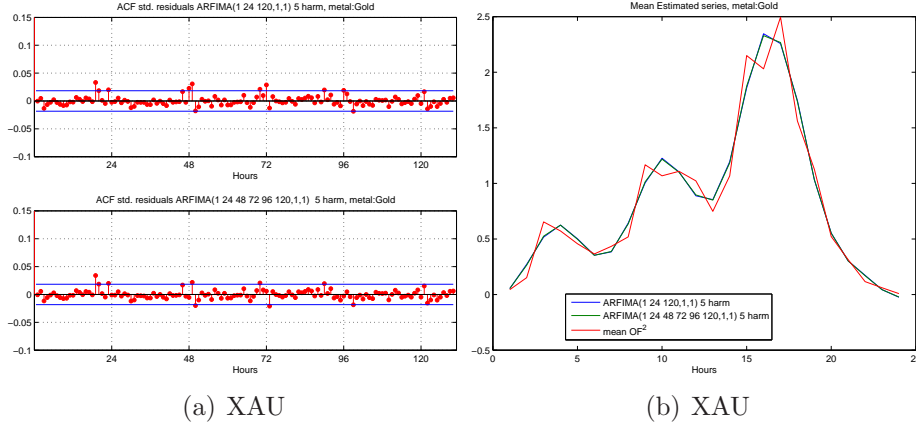 ACF std. residuals ARFIMA(1 24 120,1,1) 5 harm, metal:Gold
0.15
0.1
0.05
0
−0.05
−0.1
24 48 72 96 120
Hours
ACF std. residuals ARFIMA(1 24 48 72 96 120,1,1) 5 harm, metal:Gold
0.15
0.1
0.05
0
−0.05
−0.1
24 48 72 96 120
Hours
(a) XAU
Mean Estimated series, metal:Gold
2.5
2
1.5
1
0.5
0
−0.5
0 5 10 15 20 25
Hours
ARFIMA(1 24 120,1,1) 5 harm
ARFIMA(1 24 48 72 96 120,1,1) 5 harm
mean OF²
(b) XAU